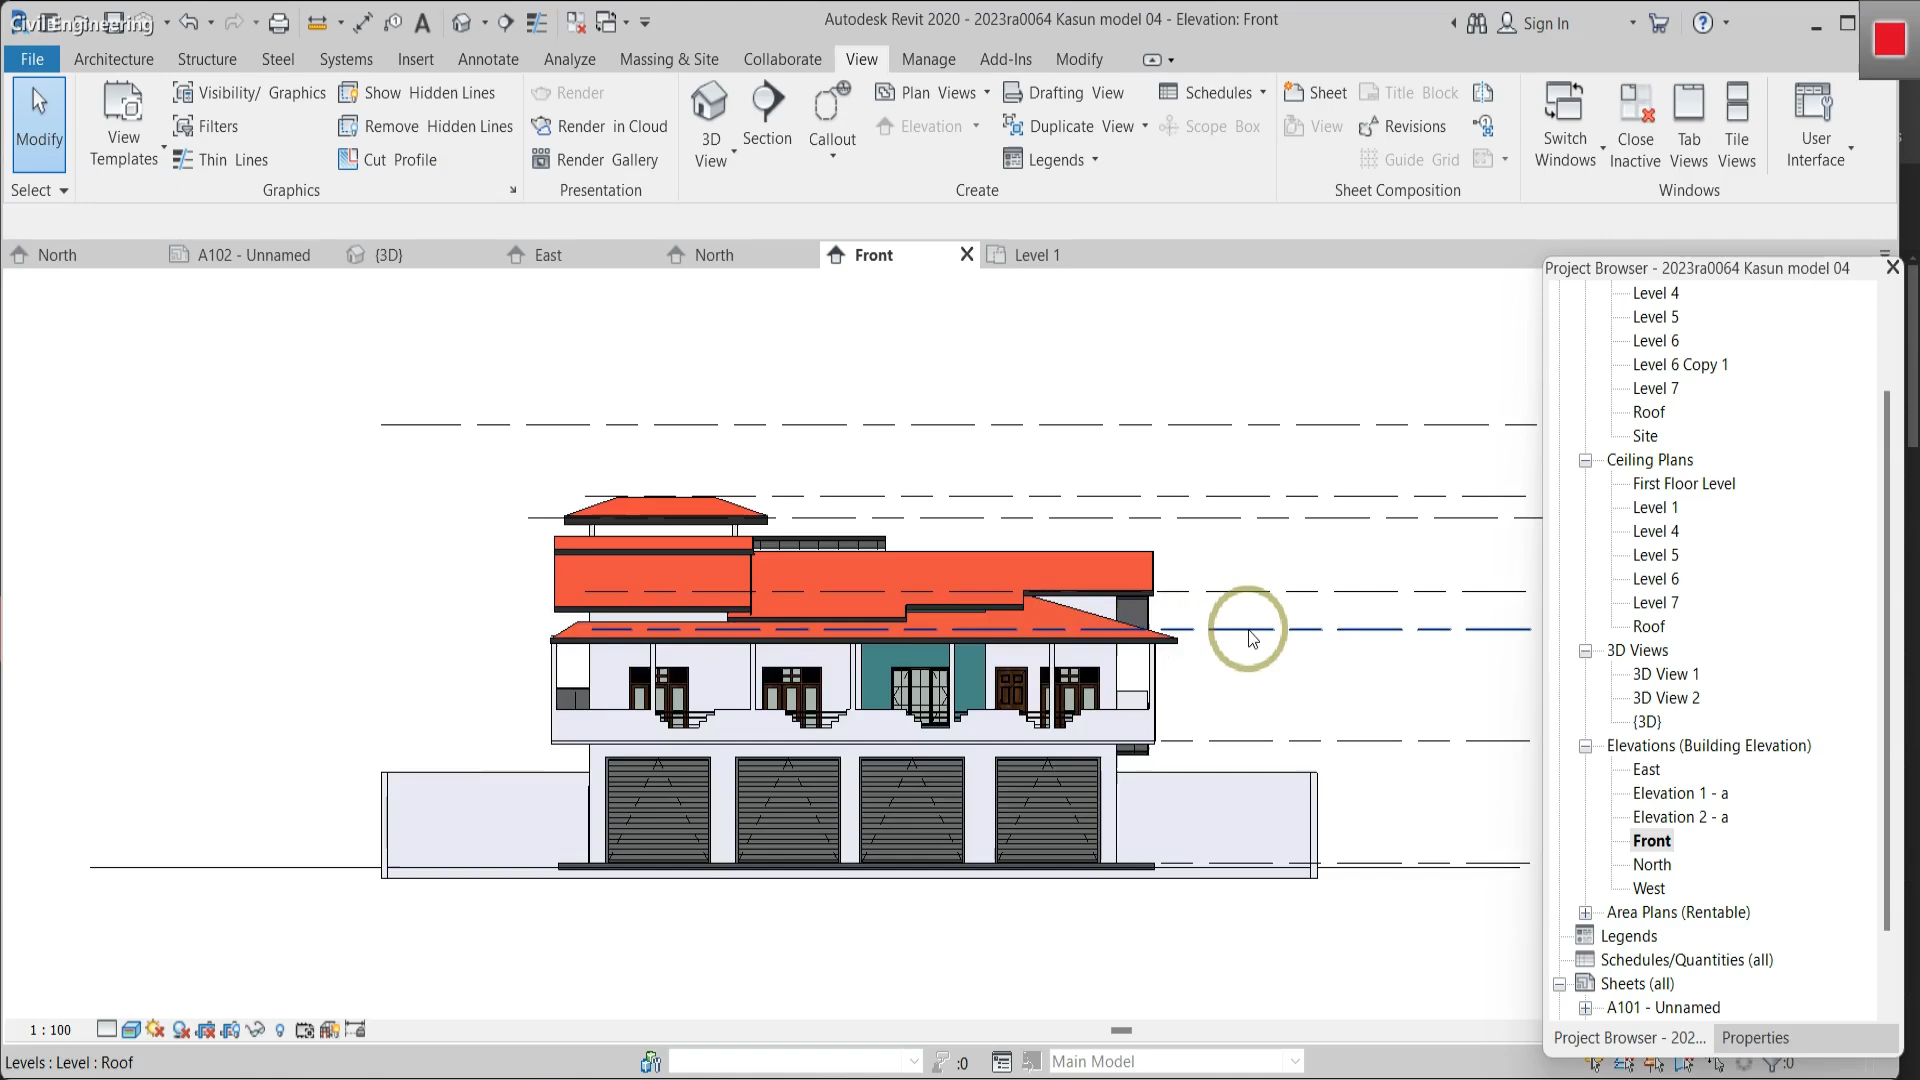 CivilEngineering
Autodesk Revit 2020 - 2023ra0064 Kasun model 04 - Elevation: Front
Sign In
File Architecture Structure Steel Systems Insert Annotate Analyze Massing & Site Collaborate View Manage Add-Ins Modify
Modify
View Templates
Visibility/ Graphics
Filters
Thin Lines
Show Hidden Lines
Remove Hidden Lines
Cut Profile
Render
Render in Cloud
Render Gallery
3D View
Section
Callout
Plan Views
Elevation
Drafting View
Duplicate View
Legends
Schedules
Scope Box
Sheet
View
Title Block
Revisions
Guide Grid
Switch Windows
Close Inactive
Tab Views
Tile Views
User Interface
Select
Graphics
Presentation
Create
Sheet Composition
Windows
North
A102 - Unnamed
{3D}
East
North
Front
Level 1
Project Browser - 2023ra0064 Kasun model 04
Level 4
Level 5
Level 6
Level 6 Copy 1
Level 7
Roof
Site
Ceiling Plans
First Floor Level
Level 1
Level 4
Level 5
Level 6
Level 7
Roof
3D Views
3D View 1
3D View 2
{3D}
Elevations (Building Elevation)
East
Elevation 1 - a
Elevation 2 - a
Front
North
West
Area Plans (Rentable)
Legends
Schedules/Quantities (all)
Sheets (all)
A101 - Unnamed
Project Browser - 202...
Properties
1 : 100
Levels : Level : Roof
:0
Main Model
:0